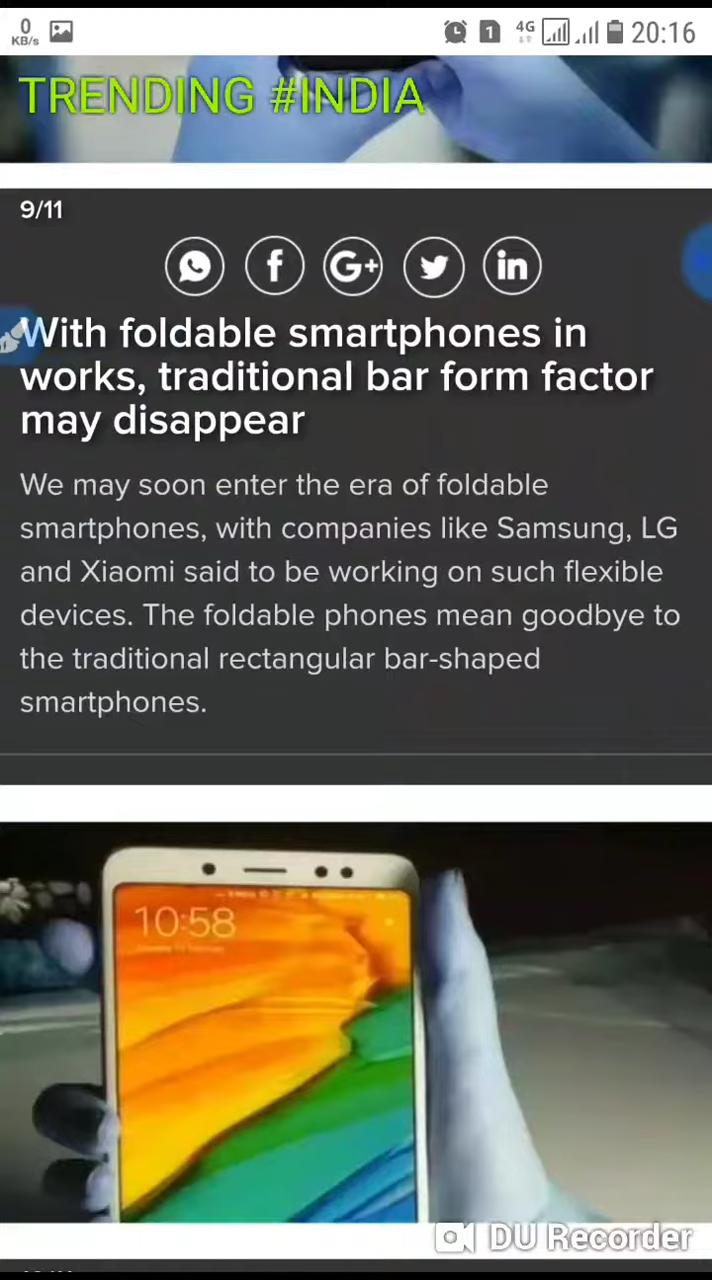 0
KB/s
1
4G
20:16
TRENDING #INDIA
9/11
f
G+
in
With foldable smartphones in
works, traditional bar form factor
may disappear
We may soon enter the era of foldable
smartphones, with companies like Samsung, LG
and Xiaomi said to be working on such flexible
devices. The foldable phones mean goodbye to
the traditional rectangular bar-shaped
smartphones.
10:58
DU Recorder